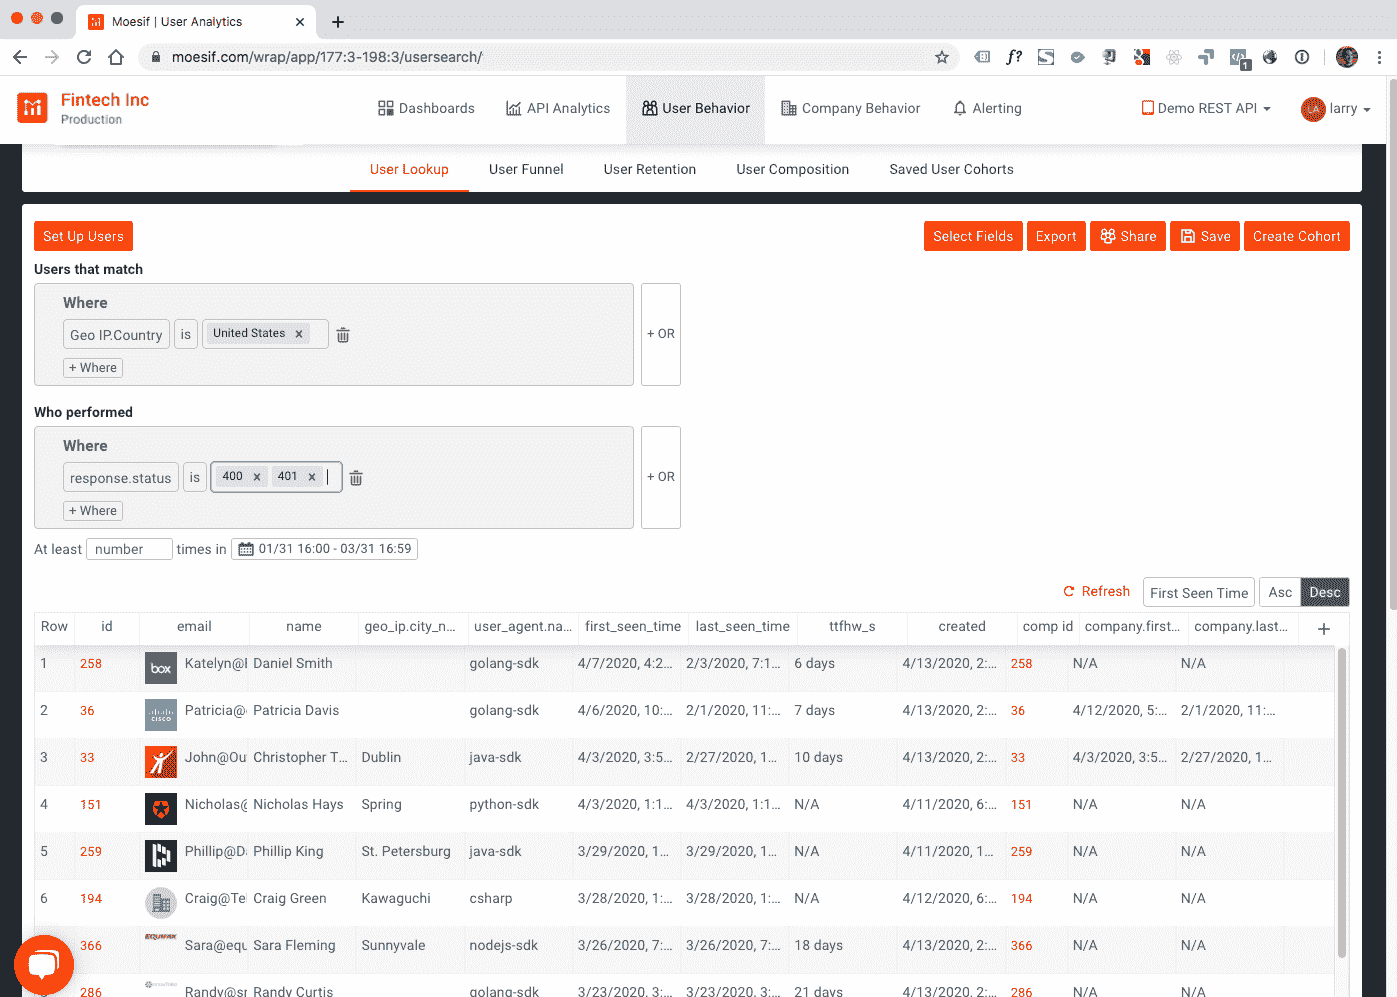 Moesif | User Analytics
moesif.com/wrap/app/177:3-198:3/usersearch/
f?
1
Fintech Inc
Production
Dashboards
API Analytics
User Behavior
Company Behavior
Alerting
Demo REST API
LA
larry
User Lookup
User Funnel
User Retention
User Composition
Saved User Cohorts
Set Up Users
Select Fields
Export
Share
Save
Create Cohort
Users that match
Where
Geo IP.Country is United States ×
+ Where
+ OR
Who performed
Where
response.status is 400 × 401 ×
+ Where
+ OR
At least number times in 01/31 16:00 - 03/31 16:59
Refresh First Seen Time Asc Desc
Row id email name geo_ip.city_n... user_agent.na... first_seen_time last_seen_time ttfhw_s created comp id company.first... company.last... +
1 258 box Katelyn@ Daniel Smith golang-sdk 4/7/2020, 4:2... 2/3/2020, 7:1... 6 days 4/13/2020, 2:... 258 N/A N/A
2 36 CISCO Patricia@ Patricia Davis golang-sdk 4/6/2020, 10:... 2/1/2020, 11:... 7 days 4/13/2020, 2:... 36 4/12/2020, 5:... 2/1/2020, 11:...
3 33 John@Ou Christopher T... Dublin java-sdk 4/3/2020, 3:5... 2/27/2020, 1... 10 days 4/13/2020, 2:... 33 4/3/2020, 3:5... 2/27/2020, 1...
4 151 Nicholas@ Nicholas Hays Spring python-sdk 4/3/2020, 1:1... 4/3/2020, 1:1... N/A 4/11/2020, 6:... 151 N/A N/A
5 259 Phillip@D Phillip King St. Petersburg java-sdk 3/29/2020, 1... 3/29/2020, 1... N/A 4/11/2020, 1... 259 N/A N/A
6 194 Craig@Te Craig Green Kawaguchi csharp 3/28/2020, 1:... 3/28/2020, 1:... N/A 4/12/2020, 6:... 194 N/A N/A
366 EQUIFAX Sara@equ Sara Fleming Sunnyvale nodejs-sdk 3/26/2020, 7:... 3/26/2020, 7:... 18 days 4/13/2020, 2:... 366 N/A N/A
286 Randy@sn Randy Curtis golang-sdk 3/23/2020, 3:... 3/23/2020, 3:... 21 days 4/13/2020, 2:... 286 N/A N/A